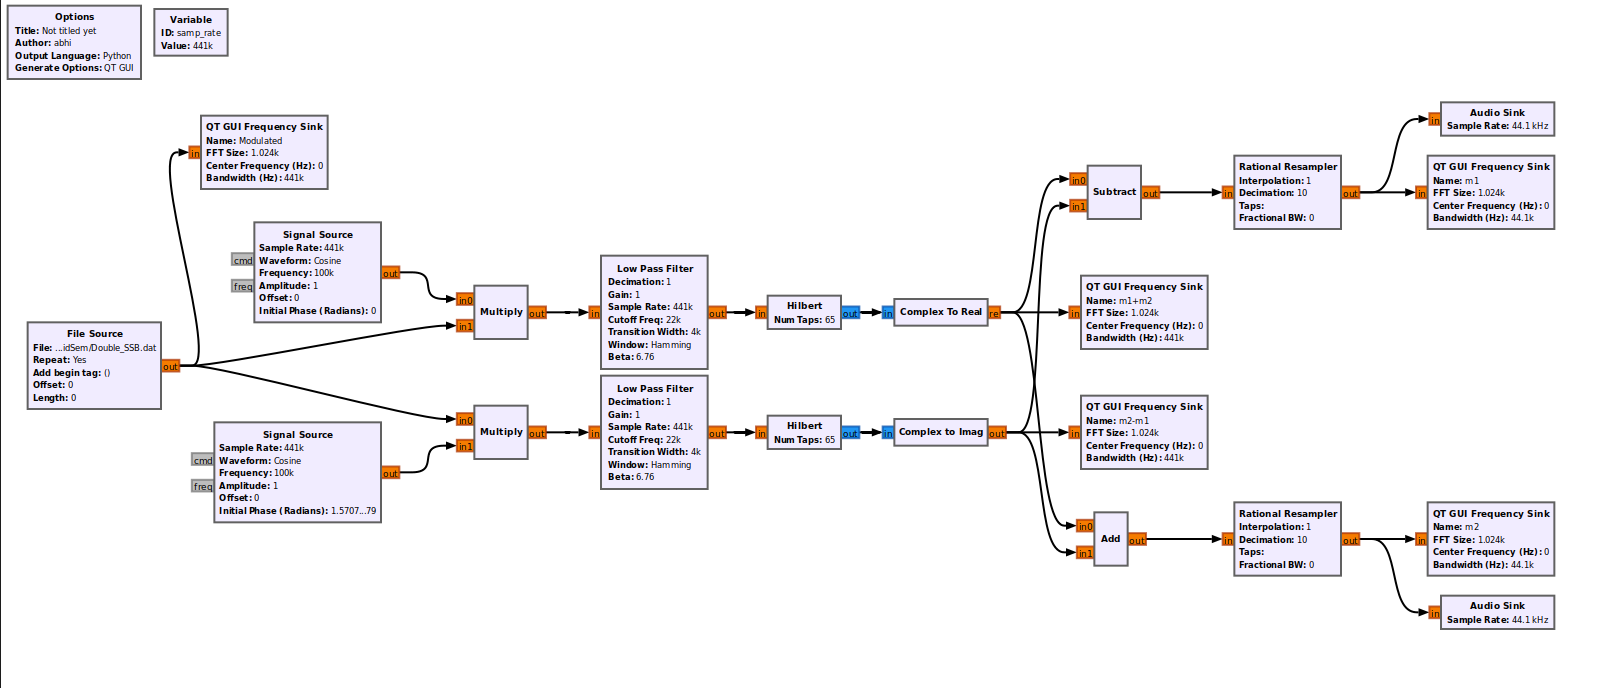 Options
Title: Not titled yet
Author: abhi
Output Language: Python
Generate Options: QT GUI
Variable
ID: samp_rate
Value: 441k
QT GUI Frequency Sink
Name: Modulated
FFT Size: 1.024k
Center Frequency (Hz): 0
Bandwidth (Hz): 441k
in
Signal Source
Sample Rate: 441k
Waveform: Cosine
Frequency: 100k
Amplitude: 1
Offset: 0
Initial Phase (Radians): 0
cmd
freq
out
File Source
File: ...idSem/Double_SSB.dat
Repeat: Yes
Add begin tag: ()
Offset: 0
Length: 0
out
Signal Source
Sample Rate: 441k
Waveform: Cosine
Frequency: 100k
Amplitude: 1
Offset: 0
Initial Phase (Radians): 1.5707...79
cmd
freq
out
in0
in1
Multiply
out
in0
in1
Multiply
out
in
Low Pass Filter
Decimation: 1
Gain: 1
Sample Rate: 441k
Cutoff Freq: 22k
Transition Width: 4k
Window: Hamming
Beta: 6.76
out
in
Low Pass Filter
Decimation: 1
Gain: 1
Sample Rate: 441k
Cutoff Freq: 22k
Transition Width: 4k
Window: Hamming
Beta: 6.76
out
in
Hilbert
Num Taps: 65
out
in
Complex To Real
re
in
Hilbert
Num Taps: 65
out
in
Complex to Imag
out
in0
in1
Subtract
out
in
QT GUI Frequency Sink
Name: m1+m2
FFT Size: 1.024k
Center Frequency (Hz): 0
Bandwidth (Hz): 441k
in
QT GUI Frequency Sink
Name: m2-m1
FFT Size: 1.024k
Center Frequency (Hz): 0
Bandwidth (Hz): 441k
in0
in1
Add
out
in
Rational Resampler
Interpolation: 1
Decimation: 10
Taps:
Fractional BW: 0
out
in
Audio Sink
Sample Rate: 44.1 kHz
in
QT GUI Frequency Sink
Name: m1
FFT Size: 1.024k
Center Frequency (Hz): 0
Bandwidth (Hz): 44.1k
in
Rational Resampler
Interpolation: 1
Decimation: 10
Taps:
Fractional BW: 0
out
in
QT GUI Frequency Sink
Name: m2
FFT Size: 1.024k
Center Frequency (Hz): 0
Bandwidth (Hz): 44.1k
in
Audio Sink
Sample Rate: 44.1 kHz